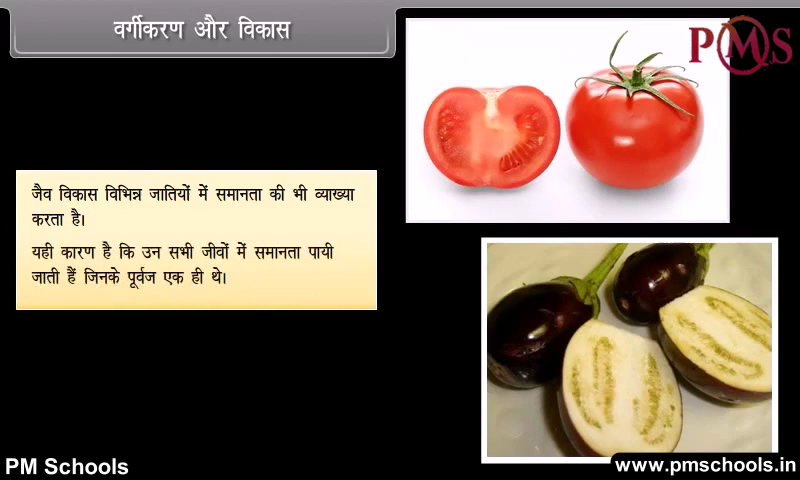 वर्गीकरण और विकास
PMS
जैव विकास विभिन्न जातियों में समानता की भी व्याख्या
करता है।
यही कारण है कि उन सभी जीवों में समानता पायी
जाती हैं जिनके पूर्वज एक ही थे।
PM Schools
www.pmschools.in